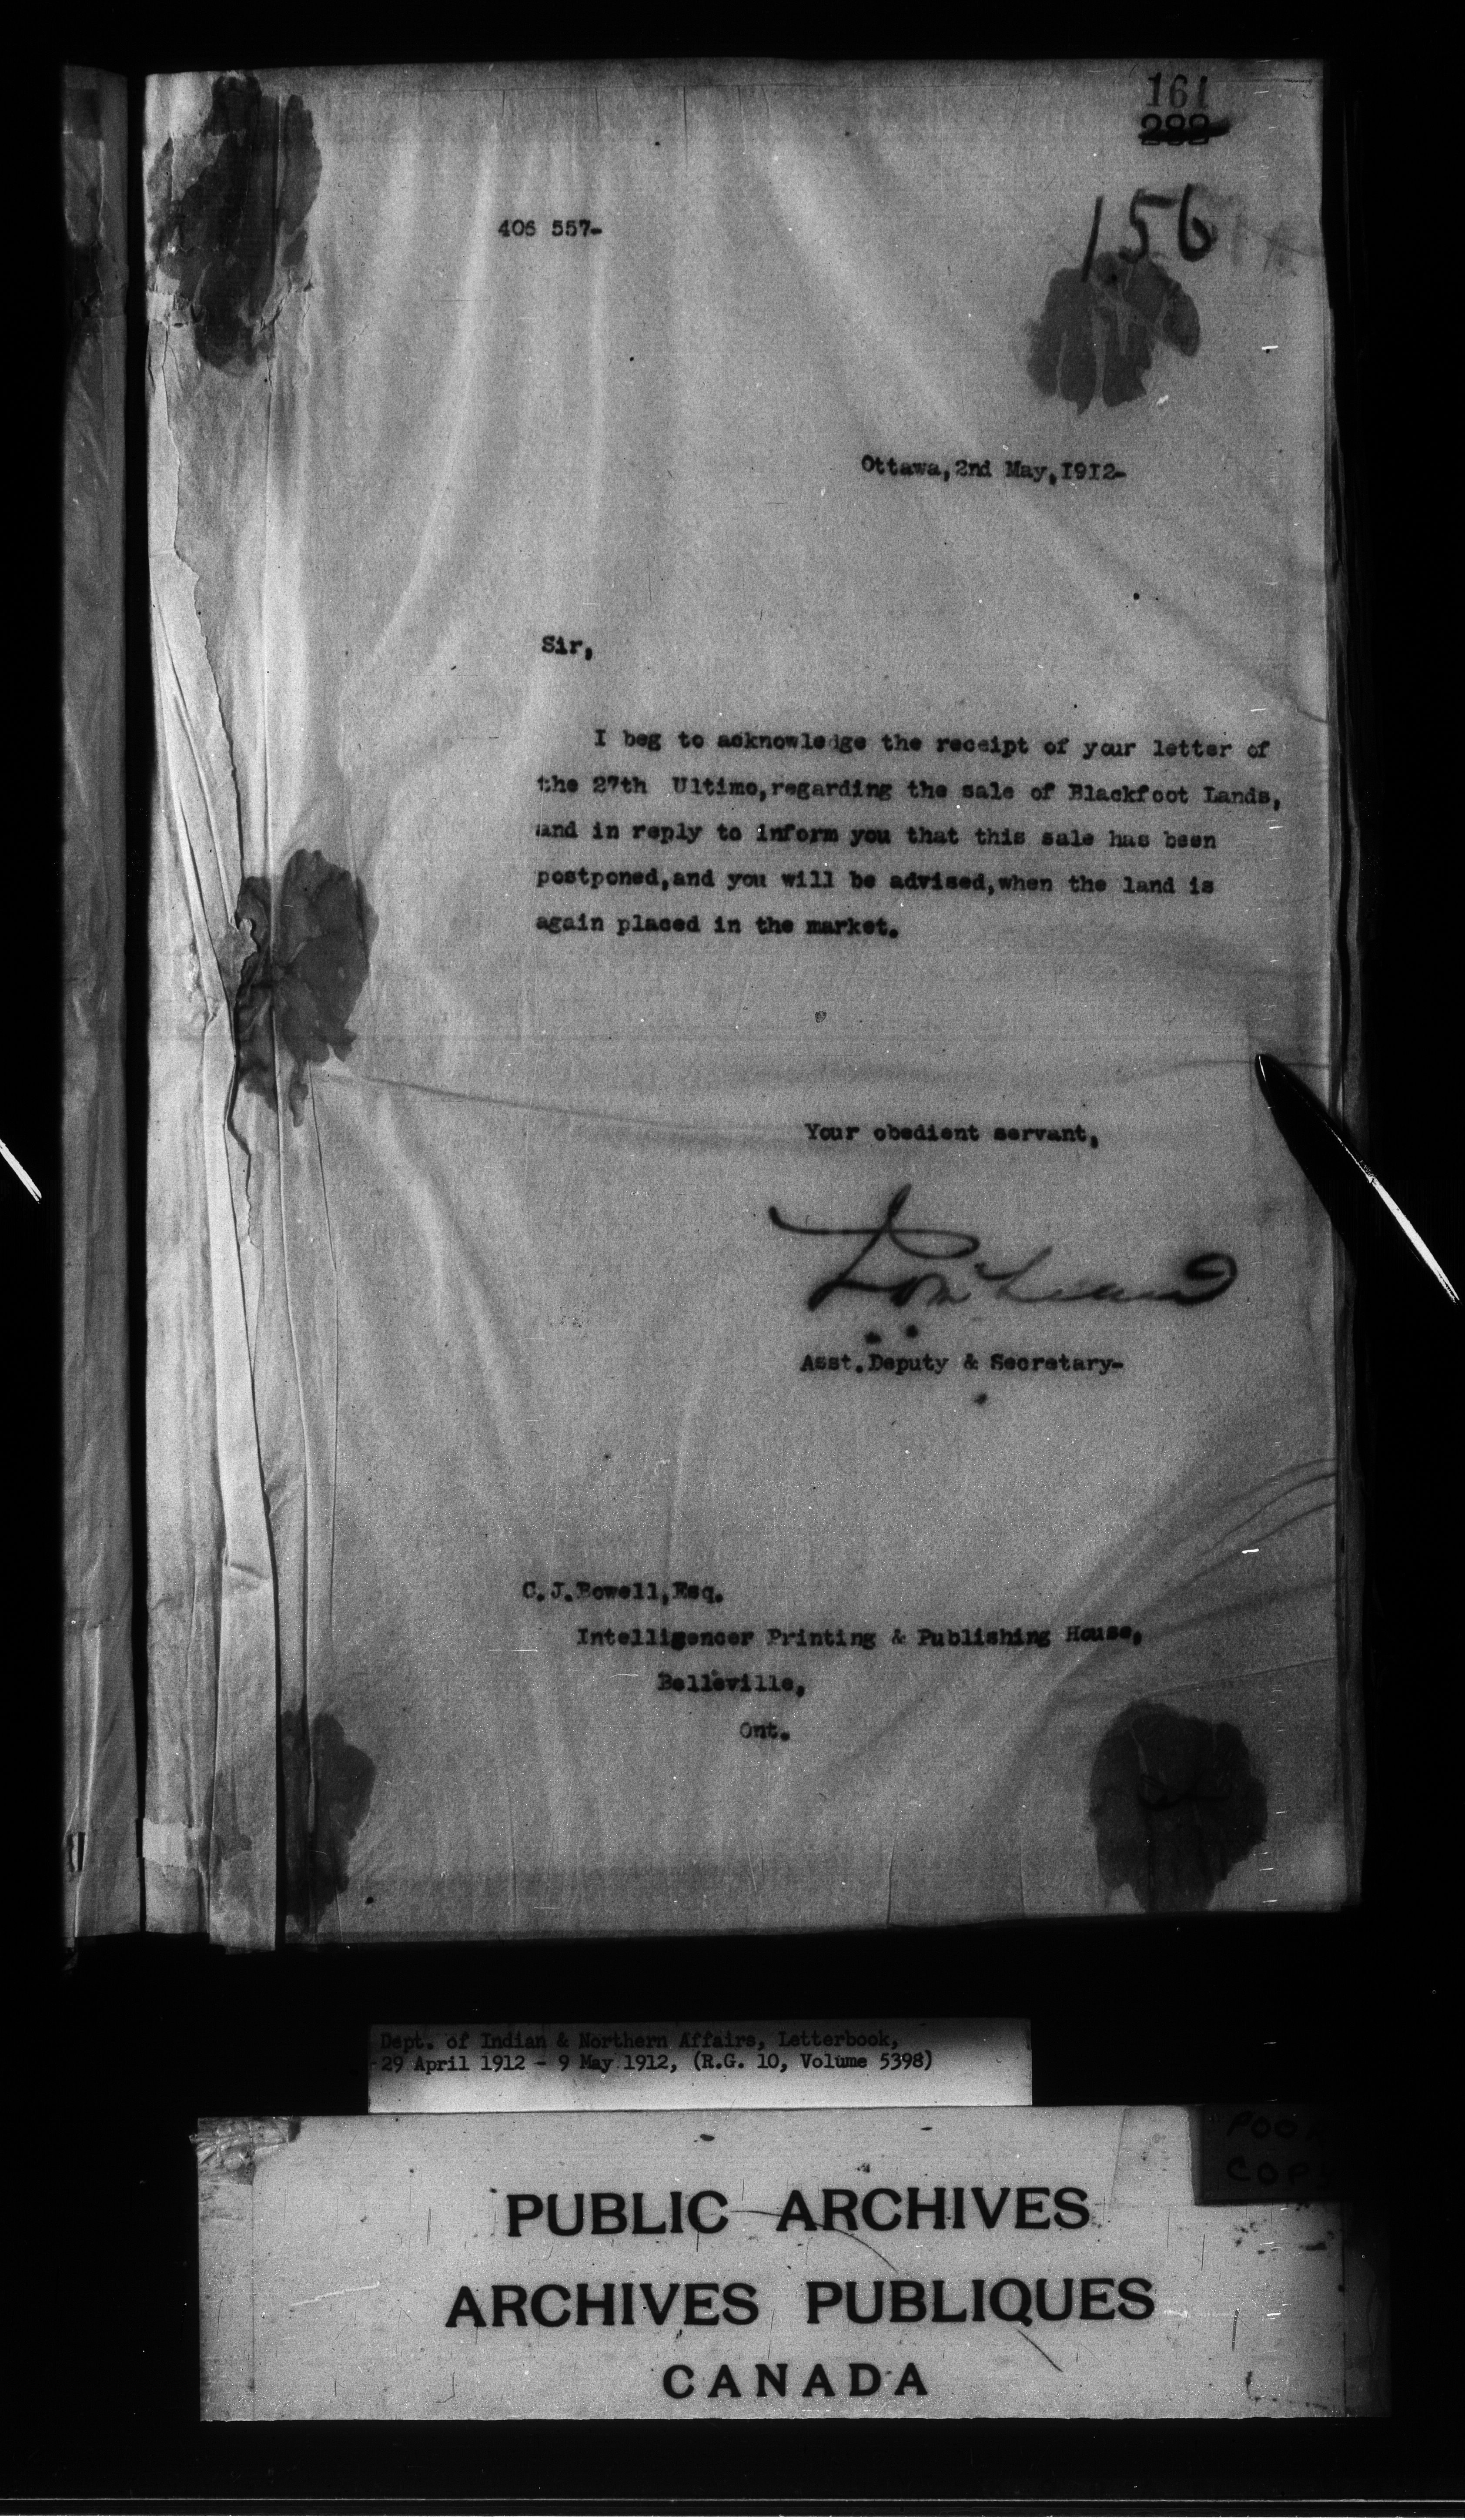 161
406 557-
156
Ottawa, 2nd May, 1912-
Sir,
I beg to acknowledge the receipt of your letter of
the 27th Ultimo, regarding the sale of Blackfoot Lands,
and in reply to inform you that this sale has been
postponed, and you will be advised, when the land is
again placed in the market.
Your obedient servant,
Asst. Deputy & Secretary-
C. J. Bowell, Esq.
Intelligencer Printing & Publishing House,
Belleville,
Ont.
Dept. of Indian & Northern Affairs, Letterbook,
29 April 1912 - 9 May 1912, (R.G. 10, Volume 5398)
POOR
COPY
PUBLIC ARCHIVES
ARCHIVES PUBLIQUES
CANADA